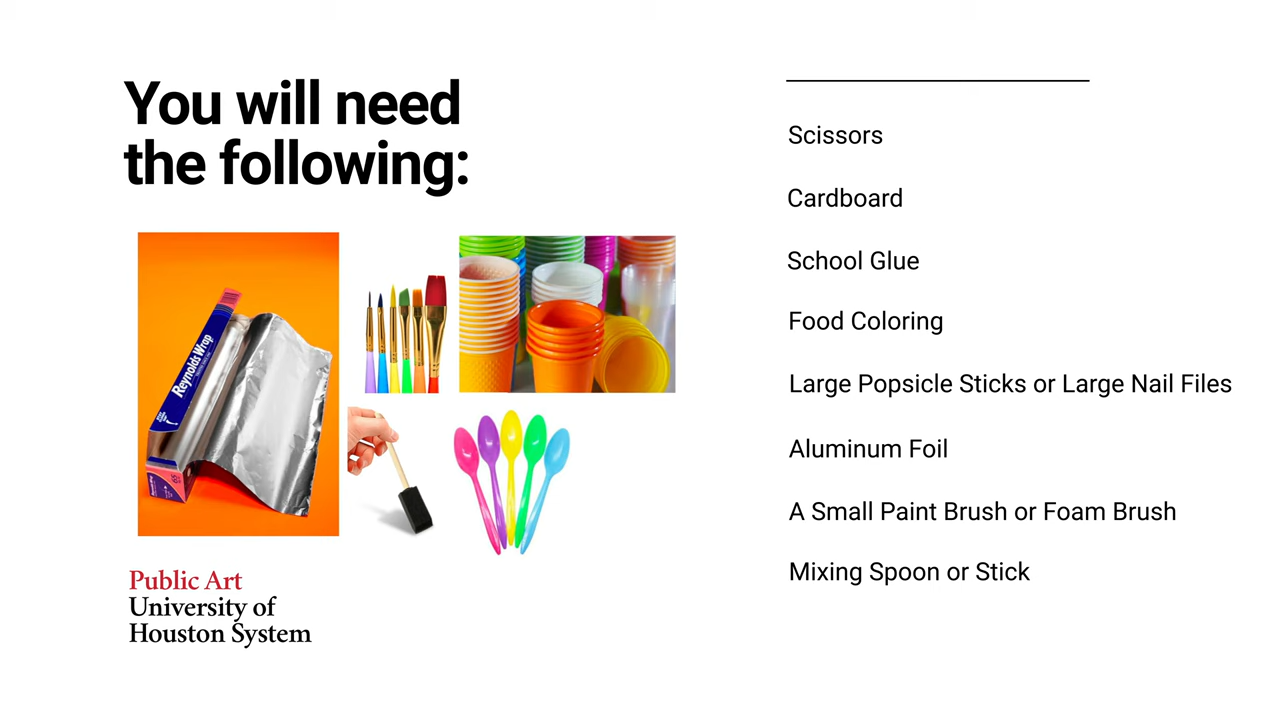 You will need
the following:
Reynolds Wrap
Public Art
University of
Houston System
Scissors
Cardboard
School Glue
Food Coloring
Large Popsicle Sticks or Large Nail Files
Aluminum Foil
A Small Paint Brush or Foam Brush
Mixing Spoon or Stick